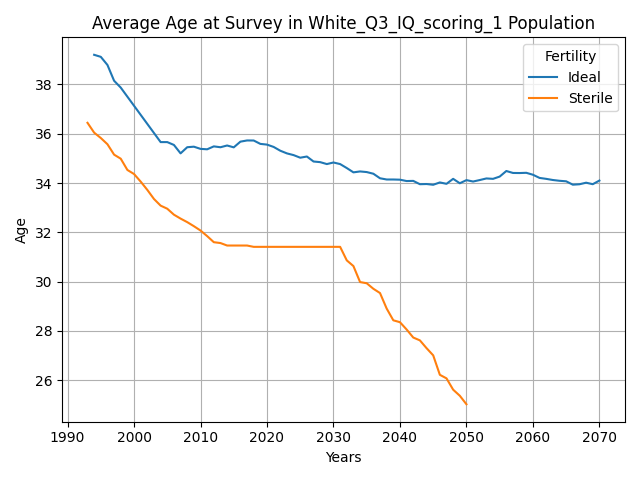 Average Age at Survey in White_Q3_IQ_scoring_1 Population
Fertility
Ideal
Sterile
Age
38
36
34
32
30
28
26
1990
2000
2010
2020
2030
2040
2050
2060
2070
Years